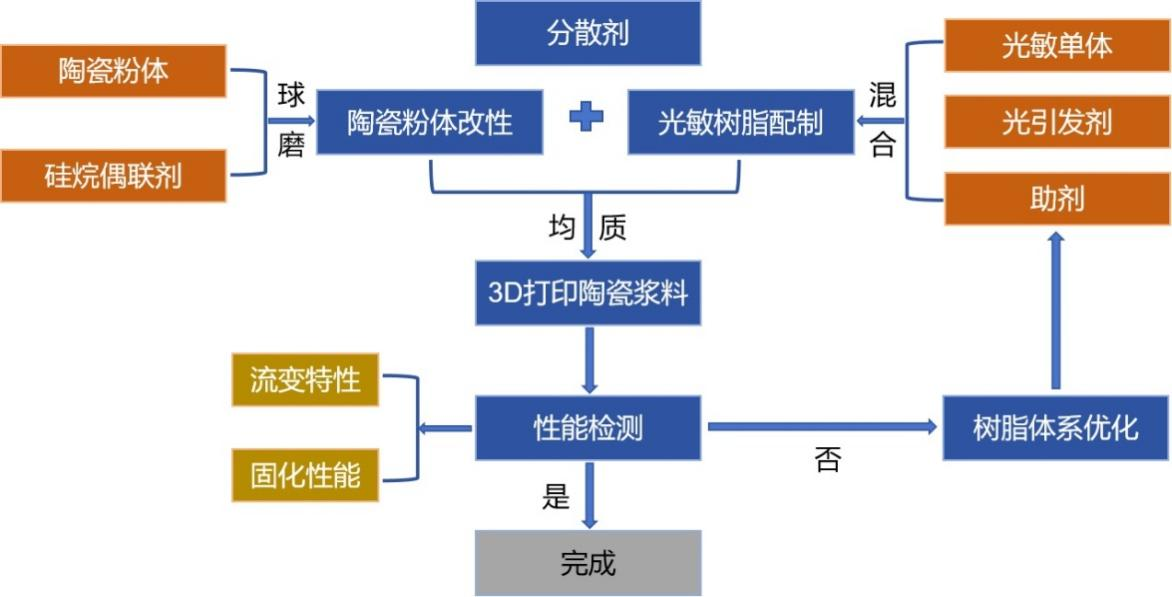 分散剂
陶瓷粉体
硅烷偶联剂
球
磨
陶瓷粉体改性
光敏树脂配制
混
合
光敏单体
光引发剂
助剂
均 质
3D打印陶瓷浆料
流变特性
固化性能
性能检测
否
树脂体系优化
是
完成